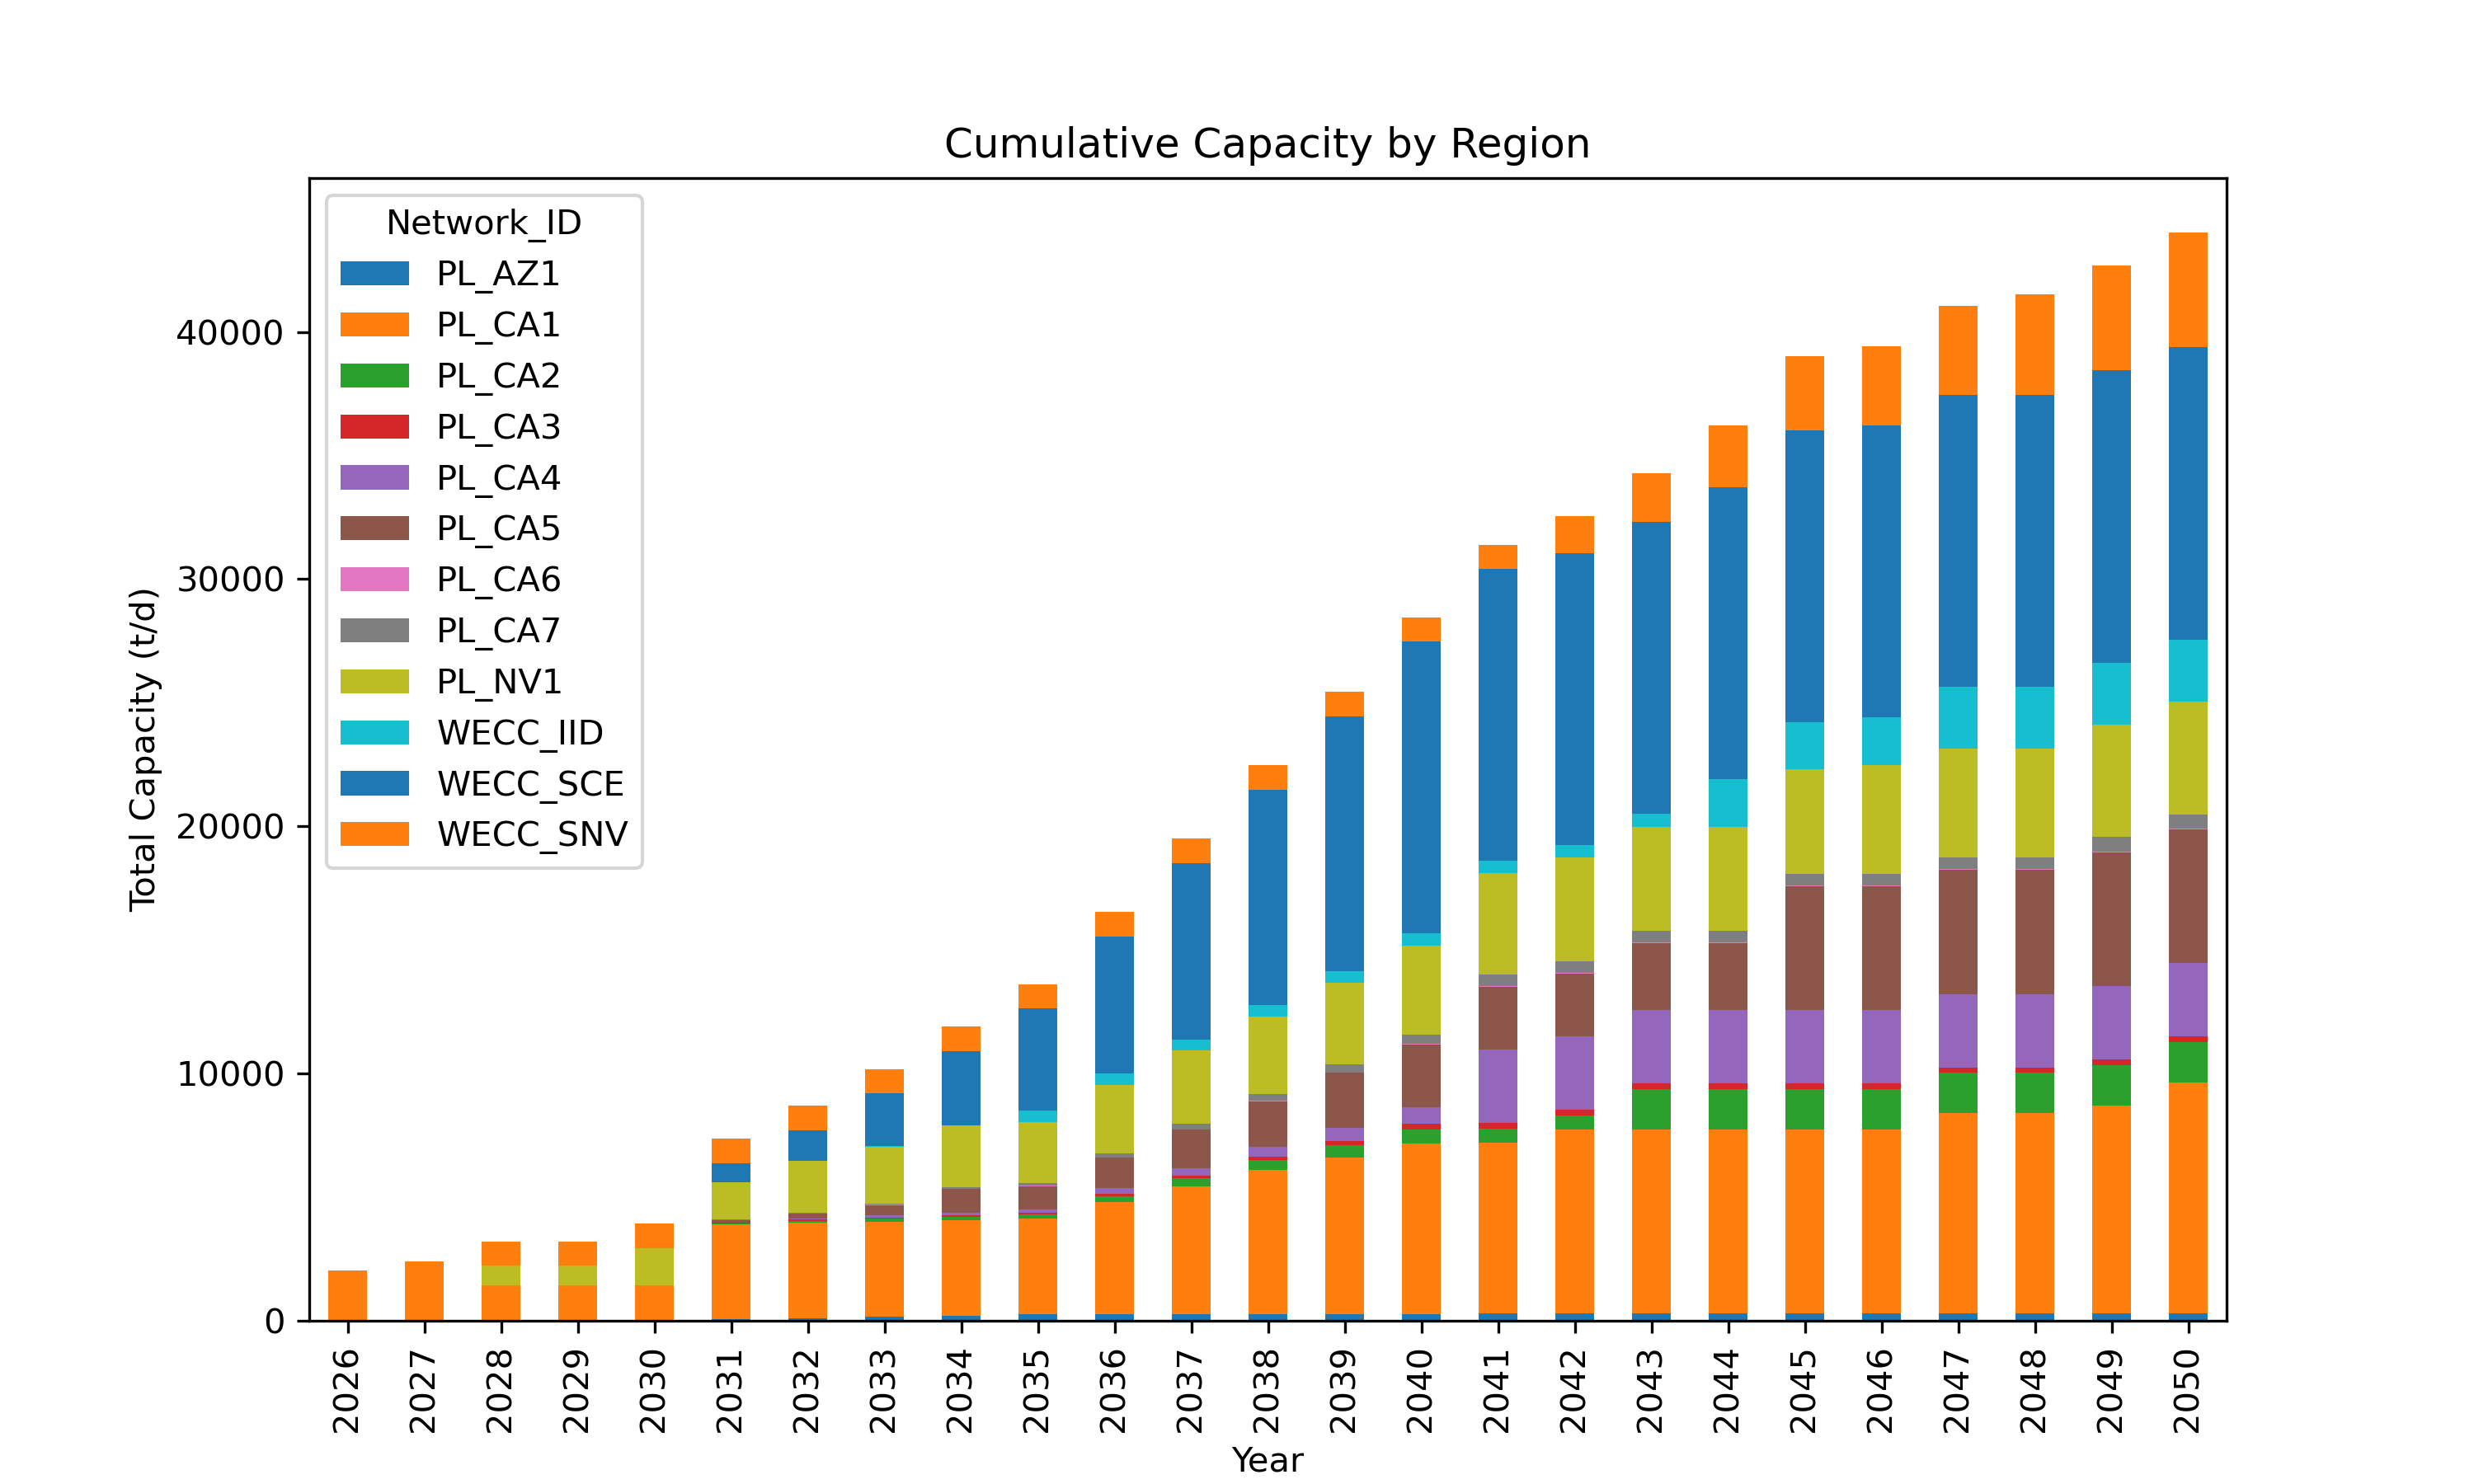 Cumulative Capacity by Region
Network_ID
PL_AZ1
PL_CA1
PL_CA2
PL_CA3
PL_CA4
PL_CA5
PL_CA6
PL_CA7
PL_NV1
WECC_IID
WECC_SCE
WECC_SNV
Total Capacity (t/d)
40000
30000
20000
10000
0
2026
2027
2028
2029
2030
2031
2032
2033
2034
2035
2036
2037
2038
2039
2040
2041
2042
2043
2044
2045
2046
2047
2048
2049
2050
Year